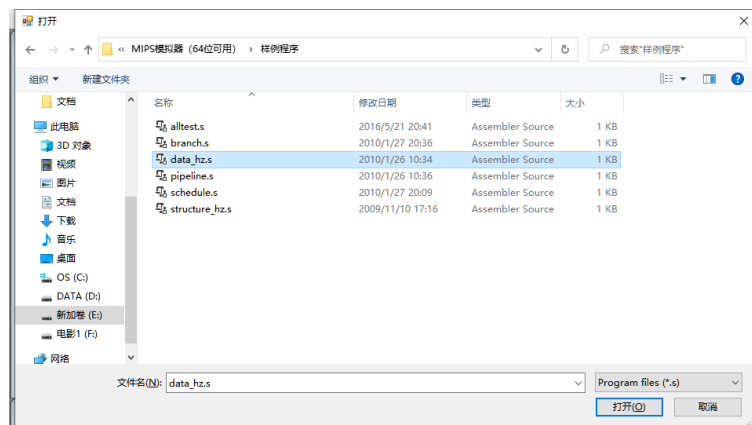 打开
« MIPS模拟器（64位可用） › 样例程序
搜索"样例程序"
组织 新建文件夹
名称 修改日期 类型 大小
alltest.s 2016/5/21 20:41 Assembler Source 1 KB
branch.s 2010/1/27 20:36 Assembler Source 1 KB
data_hz.s 2010/1/26 10:34 Assembler Source 1 KB
pipeline.s 2010/1/26 10:36 Assembler Source 1 KB
schedule.s 2010/1/27 20:09 Assembler Source 1 KB
structure_hz.s 2009/11/10 17:16 Assembler Source 1 KB
文档
此电脑
3D 对象
视频
图片
文档
下载
音乐
桌面
OS (C:)
DATA (D:)
新加卷 (E:)
电影1 (F:)
网络
文件名(N): data_hz.s
Program files (*.s)
打开(O) 取消